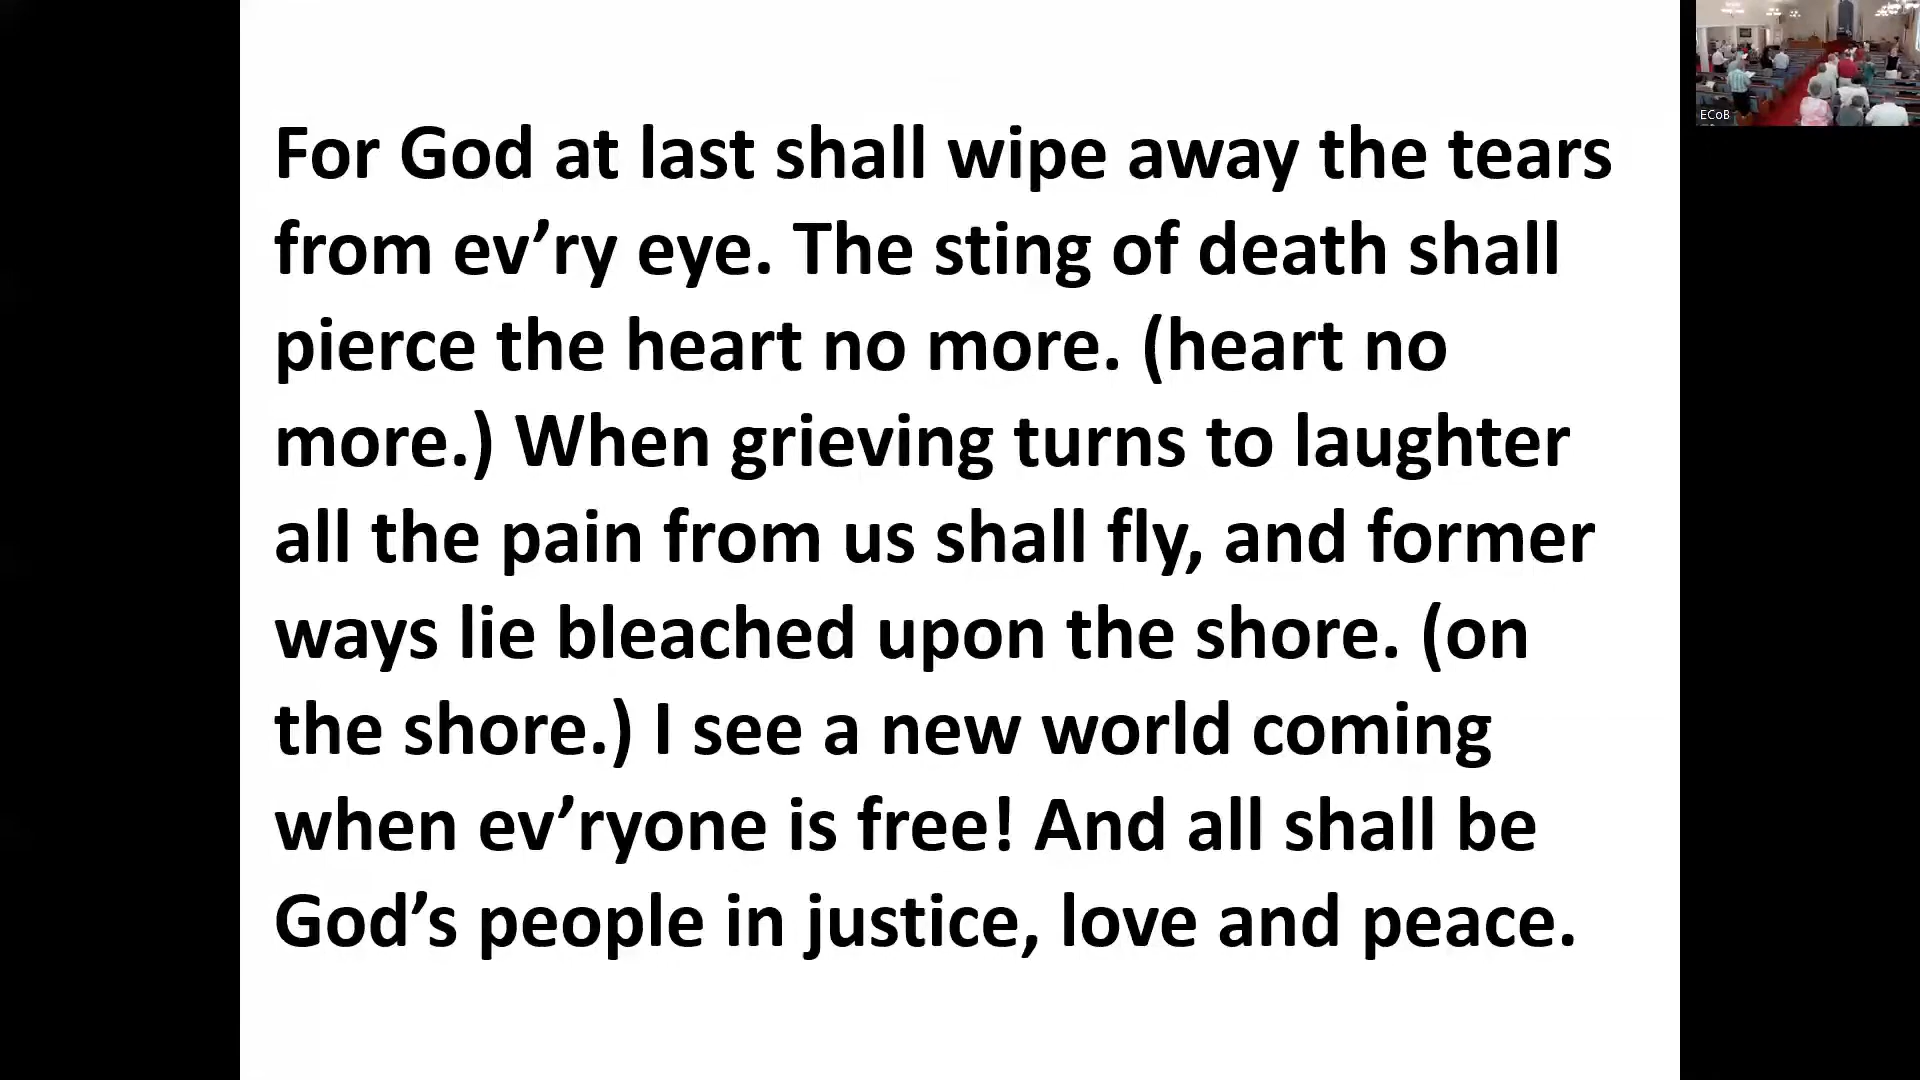 For God at last shall wipe away the tears
from ev’ry eye. The sting of death shall
pierce the heart no more. (heart no
more.) When grieving turns to laughter
all the pain from us shall fly, and former
ways lie bleached upon the shore. (on
the shore.) I see a new world coming
when ev’ryone is free! And all shall be
God’s people in justice, love and peace.
ECoB